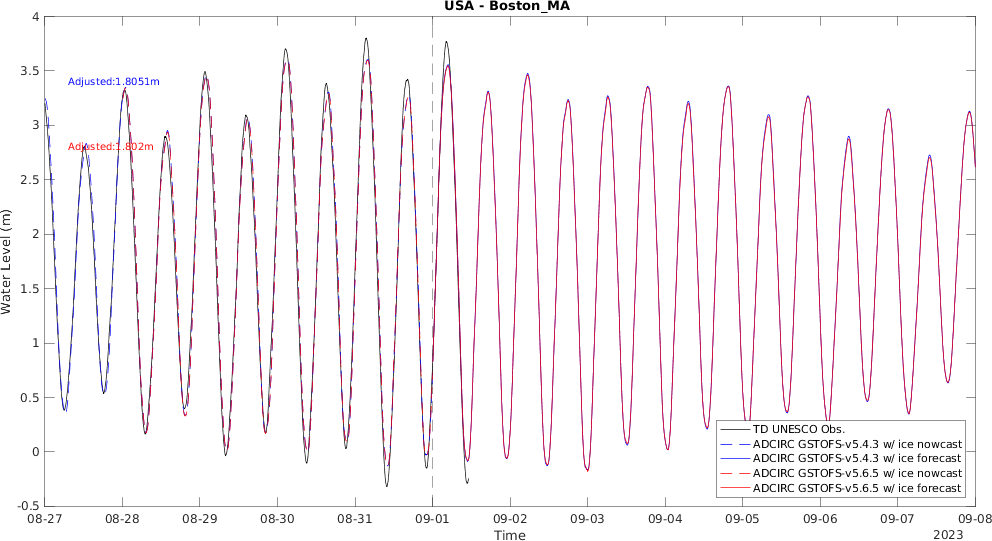 USA - Boston_MA
4
3.5
3
2.5
2
1.5
1
0.5
0
-0.5
Water Level (m)
Adjusted:1.8051m
Adjusted:1.802m
TD UNESCO Obs.
ADCIRC GSTOFS-v5.4.3 w/ ice nowcast
ADCIRC GSTOFS-v5.4.3 w/ ice forecast
ADCIRC GSTOFS-v5.6.5 w/ ice nowcast
ADCIRC GSTOFS-v5.6.5 w/ ice forecast
08-27 08-28 08-29 08-30 08-31 09-01 09-02 09-03 09-04 09-05 09-06 09-07 09-08
Time
2023